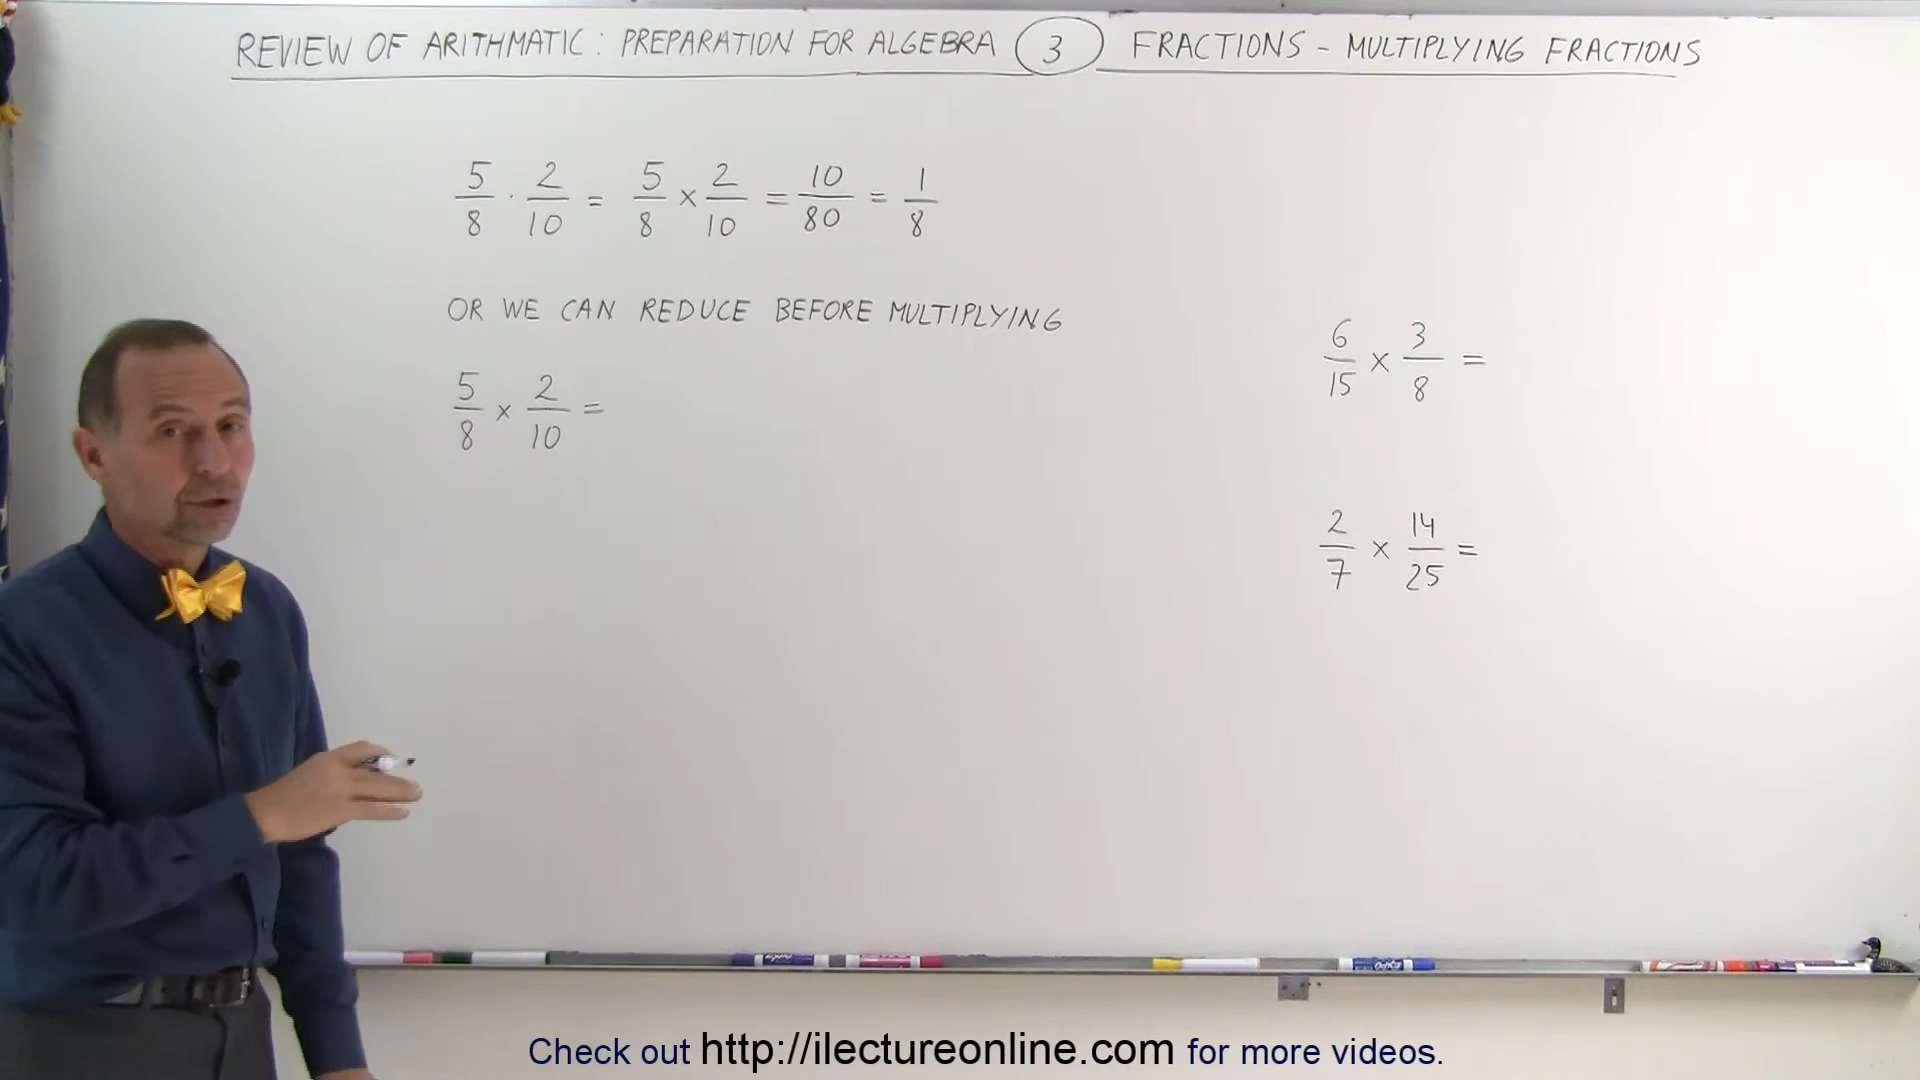 REVIEW OF ARITHMATIC: PREPARATION FOR ALGEBRA 3 FRACTIONS - MULTIPLYING FRACTIONS
5/8 · 2/10 = 5/8 × 2/10 = 10/80 = 1/8
OR WE CAN REDUCE BEFORE MULTIPLYING
5/8 × 2/10 =
6/15 × 3/8 =
2/7 × 14/25 =
Check out http://ilectureonline.com for more videos.